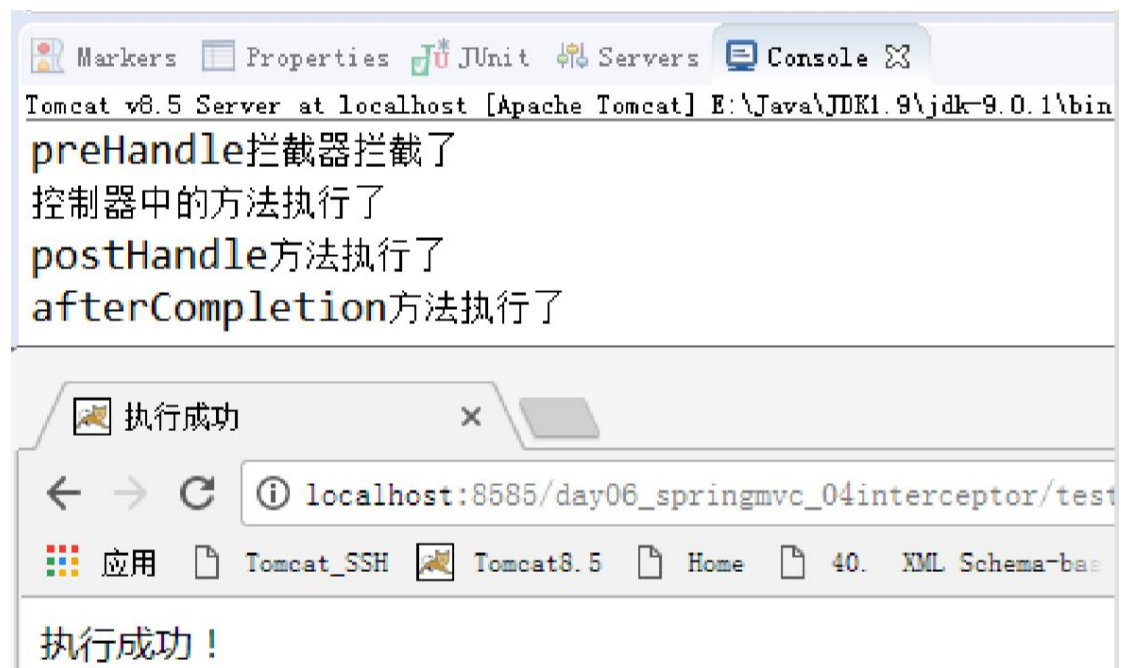 Markers Properties JUnit Servers Console
Tomcat v8.5 Server at localhost [Apache Tomcat] E:\Java\JDK1.9\jdk-9.0.1\bin
preHandle拦截器拦截了
控制器中的方法执行了
postHandle方法执行了
afterCompletion方法执行了
执行成功
localhost:8585/day06_springmvc_04interceptor/test
应用 Tomcat_SSH Tomcat8.5 Home 40. XML Schema-bas
执行成功！